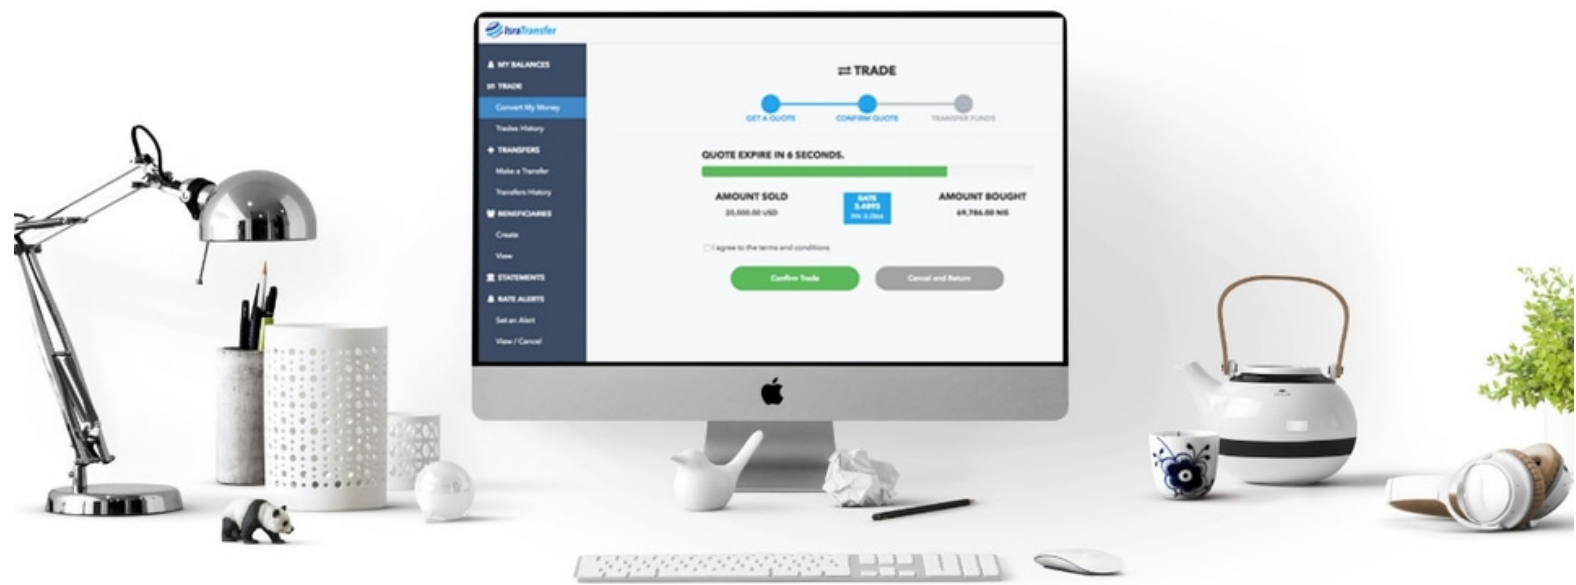 IsraTransfer
MY BALANCES
TRADE
Convert My Money
Trades History
TRANSFERS
Make a Transfer
Transfers History
BENEFICIARIES
Create
View
STATEMENTS
RATE ALERTS
Set an Alert
View / Cancel
TRADE
GET A QUOTE
CONFIRM QUOTE
TRANSFER FUNDS
QUOTE EXPIRE IN 6 SECONDS.
AMOUNT SOLD
20,000.00 USD
RATE
3.4893
AMOUNT BOUGHT
69,786.00 NIS
I agree to the terms and conditions
Confirm Trade
Cancel and Return